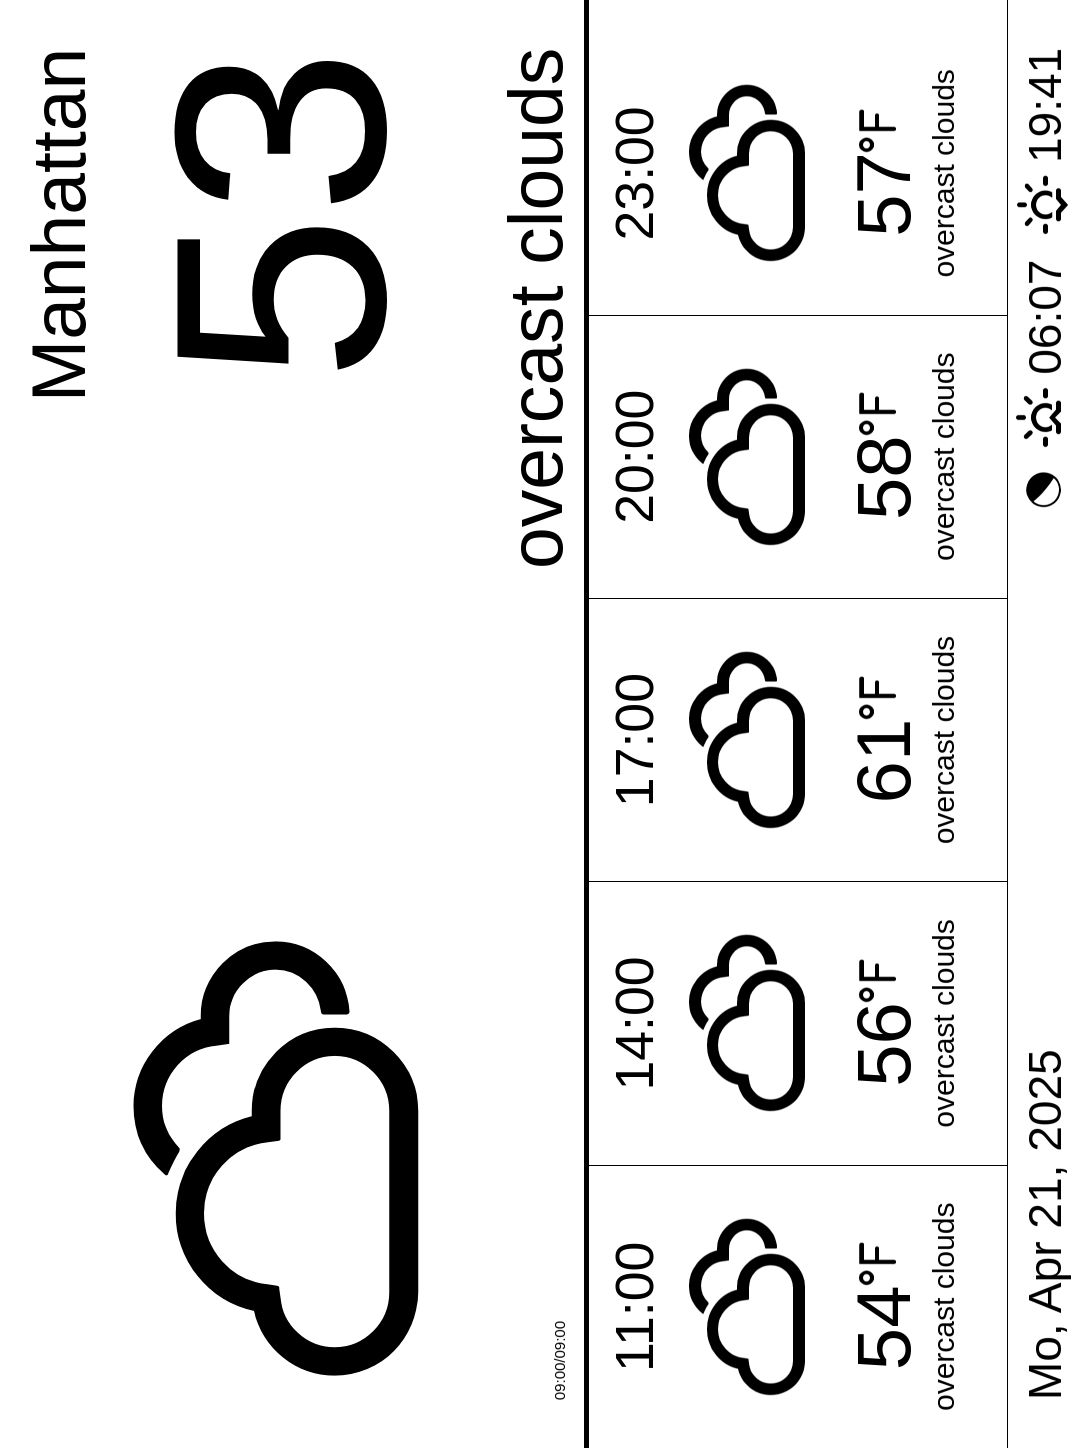 Manhattan
53
overcast clouds
09:00/09:00
11:00 14:00 17:00 20:00 23:00
54°F 56°F 61°F 58°F 57°F
overcast clouds overcast clouds overcast clouds overcast clouds overcast clouds
Mo, Apr 21, 2025 06:07 19:41